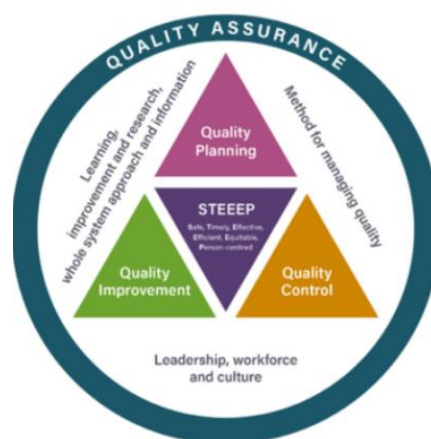 QUALITY ASSURANCE
Learning,
improvement and research,
whole system approach and information
Method for managing quality
Quality
Planning
STEEEP
Safe, Timely, Effective,
Efficient, Equitable,
Person-centred
Quality
Improvement
Quality
Control
Leadership, workforce
and culture